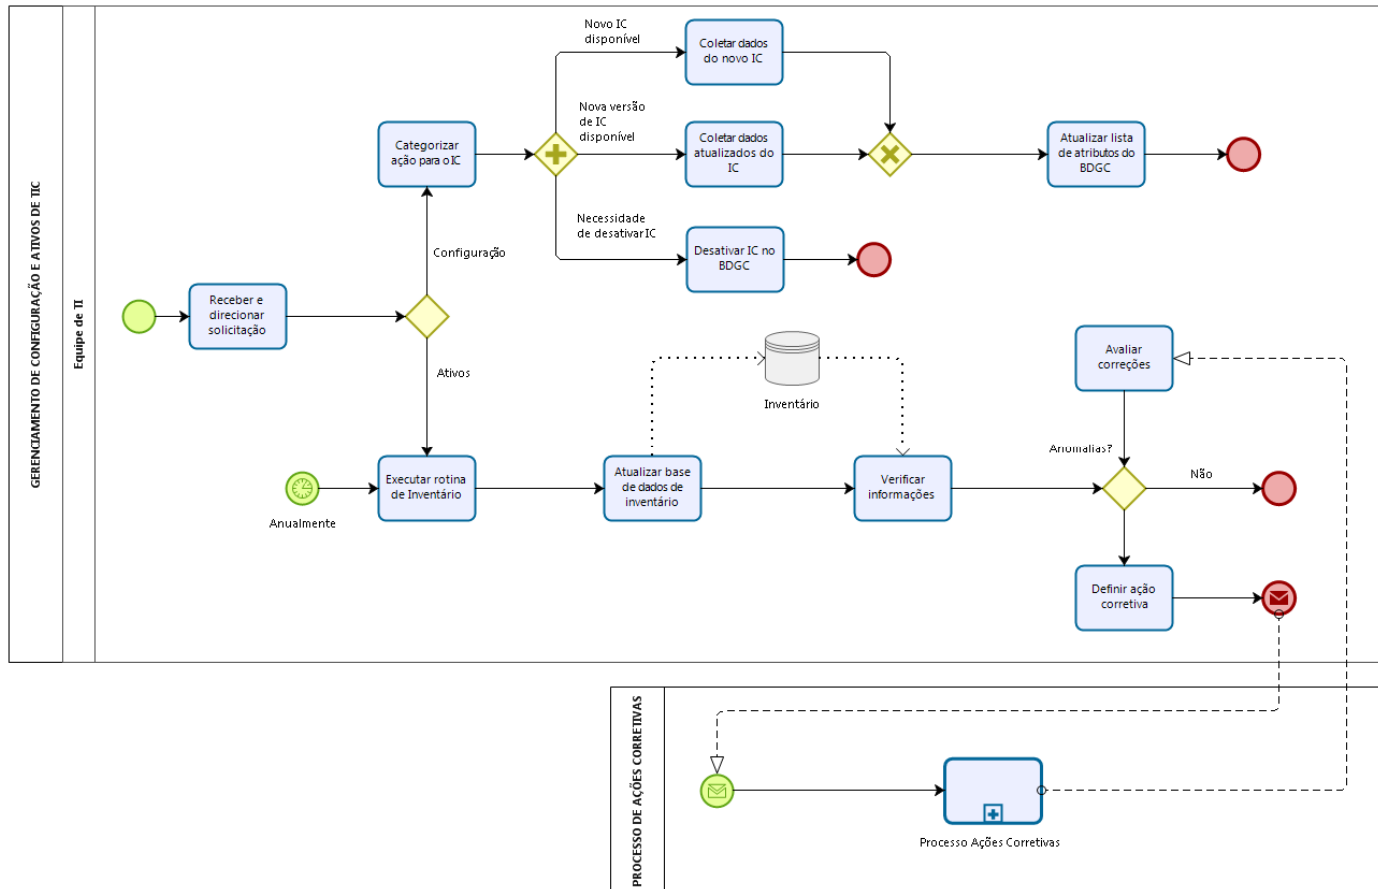 GERENCIAMENTO DE CONFIGURAÇÃO E ATIVOS DE TIC
Equipe de TI
Novo IC
disponível
Coletar dados
do novo IC
Nova versão
de IC
disponível
Categorizar
ação para o IC
Coletar dados
atualizados do
IC
Atualizar lista
de atributos do
BDGC
Necessidade
de desativar IC
Desativar IC no
BDGC
Configuração
Receber e
direcionar
solicitação
Ativos
Inventário
Avaliar
correções
Anomalias?
Anualmente
Executar rotina
de Inventário
Atualizar base
de dados de
inventário
Verificar
informações
Não
Definir ação
corretiva
PROCESSO DE AÇÕES CORRETIVAS
Processo Ações Corretivas